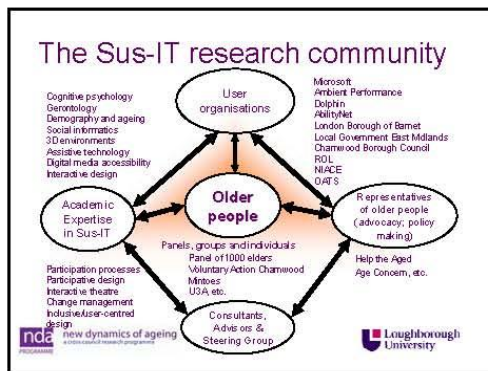 The Sus-IT research community
User
organisations
Cognitive psychology
Gerontology
Demography and ageing
Social informatics
3D environments
Assistive technology
Digital media accessibility
Interactive design
Microsoft
Ambient Performance
Dolphin
AbilityNet
London Borough of Barnet
Local Government East Midlands
Charnwood Borough Council
ROL
NIACE
OATS
Older
people
Academic
Expertise
in Sus-IT
Representatives
of older people
(advocacy; policy
making)
Panels, groups and individuals
Panel of 1000 elders
Voluntary Action Charnwood
Mintoes
U3A, etc.
Help the Aged
Age Concern, etc.
Participation processes
Participative design
Interactive theatre
Change management
Inclusive/user-centred
design
Consultants,
Advisors &
Steering Group
nda new dynamics of ageing
PROGRAMME a cross council research programme
Loughborough
University